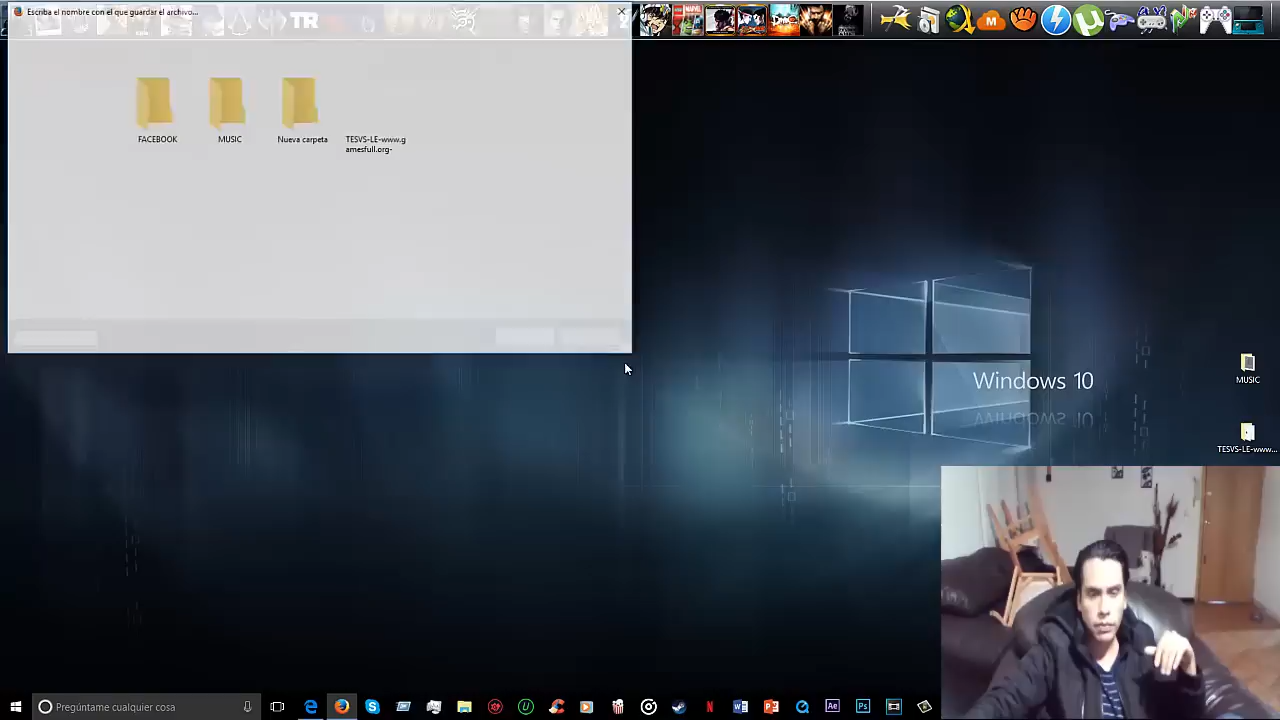 Escriba el nombre con el que guardar el archivo...
TR
FACEBOOK
MUSIC
Nueva carpeta
TESVS-LE-www.g
amesfull.org-
Windows 10
MUSIC
TESVS-LE-www...
Pregúntame cualquier cosa